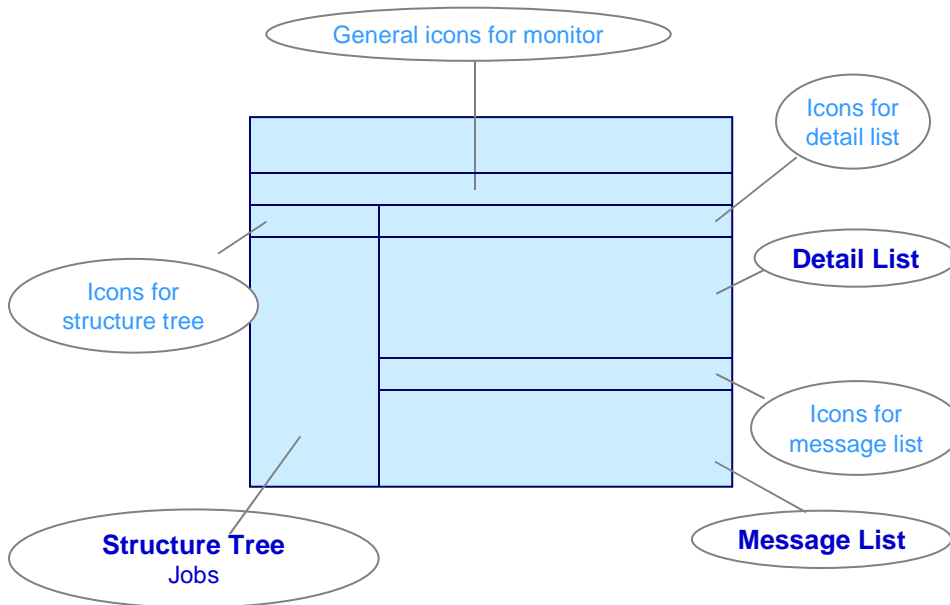 General icons for monitor
Icons for
detail list
Detail List
Icons for
structure tree
Icons for
message list
Structure Tree
Jobs
Message List